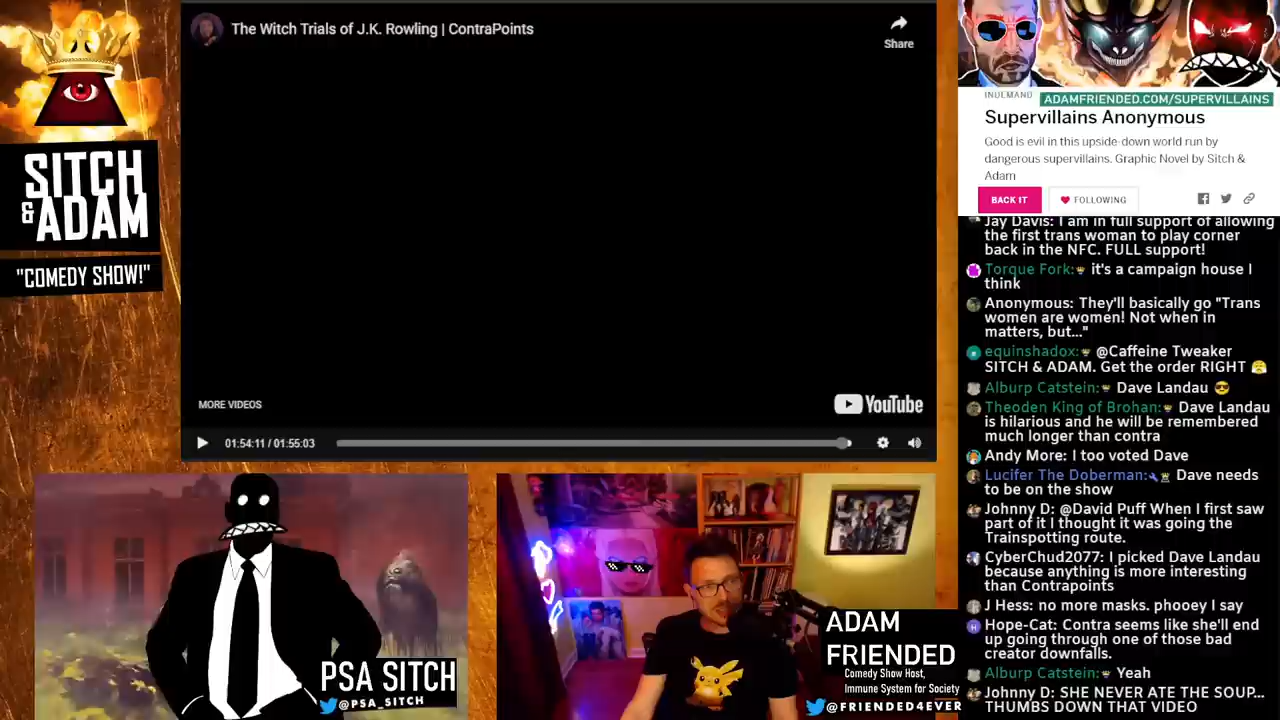 The Witch Trials of J.K. Rowling | ContraPoints
Share
MORE VIDEOS
YouTube
01:54:11 / 01:55:03
SITCH
& ADAM
"COMEDY SHOW!"
PSA SITCH
@PSA_SITCH
ADAM
FRIENDED
Comedy Show Host,
Immune System for Society
@FRIENDED4EVER
INDEMAND
ADAMFRIENDED.COM/SUPERVILLAINS
Supervillains Anonymous
Good is evil in this upside-down world run by
dangerous supervillains. Graphic Novel by Sitch &
Adam
BACK IT
FOLLOWING
Jay Davis: I am in full support of allowing
the first trans woman to play corner
back in the NFC. FULL support!
Torque Fork: it's a campaign house I
think
Anonymous: They'll basically go "Trans
women are women! Not when in
matters, but..."
equinshadox: @Caffeine Tweaker
SITCH & ADAM. Get the order RIGHT 😤
Alburp Catstein: Dave Landau 😎
Theoden King of Brohan: Dave Landau
is hilarious and he will be remembered
much longer than contra
Andy More: I too voted Dave
Lucifer The Doberman: Dave needs
to be on the show
Johnny D: @David Puff When I first saw
part of it I thought it was going the
Trainspotting route.
CyberChud2077: I picked Dave Landau
because anything is more interesting
than Contrapoints
J Hess: no more masks. phooey I say
Hope-Cat: Contra seems like she'll end
up going through one of those bad
creator downfalls.
Alburp Catstein: Yeah
Johnny D: SHE NEVER ATE THE SOUP...
THUMBS DOWN THAT VIDEO